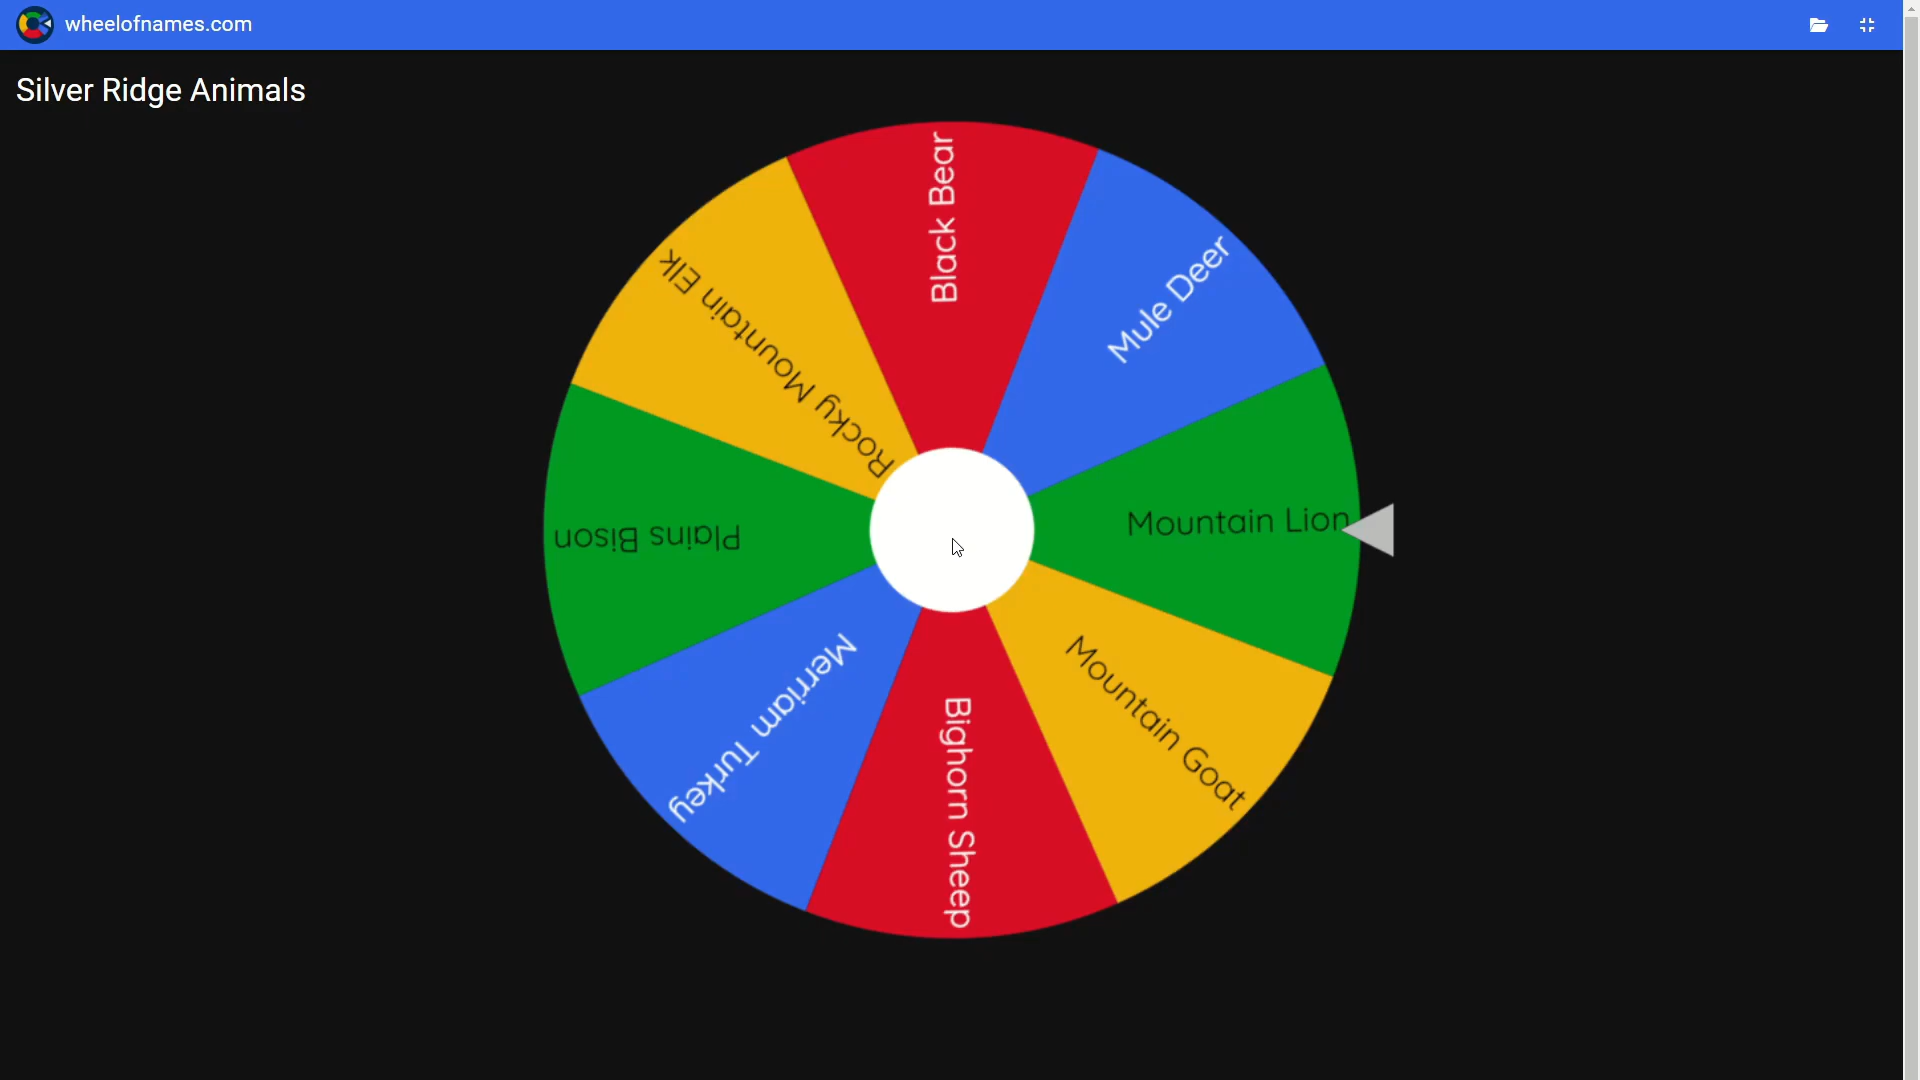 wheelofnames.com
Silver Ridge Animals
Black Bear
Mule Deer
Mountain Lion
Mountain Goat
Bighorn Sheep
Merriam Turkey
Plains Bison
Rocky Mountain Elk